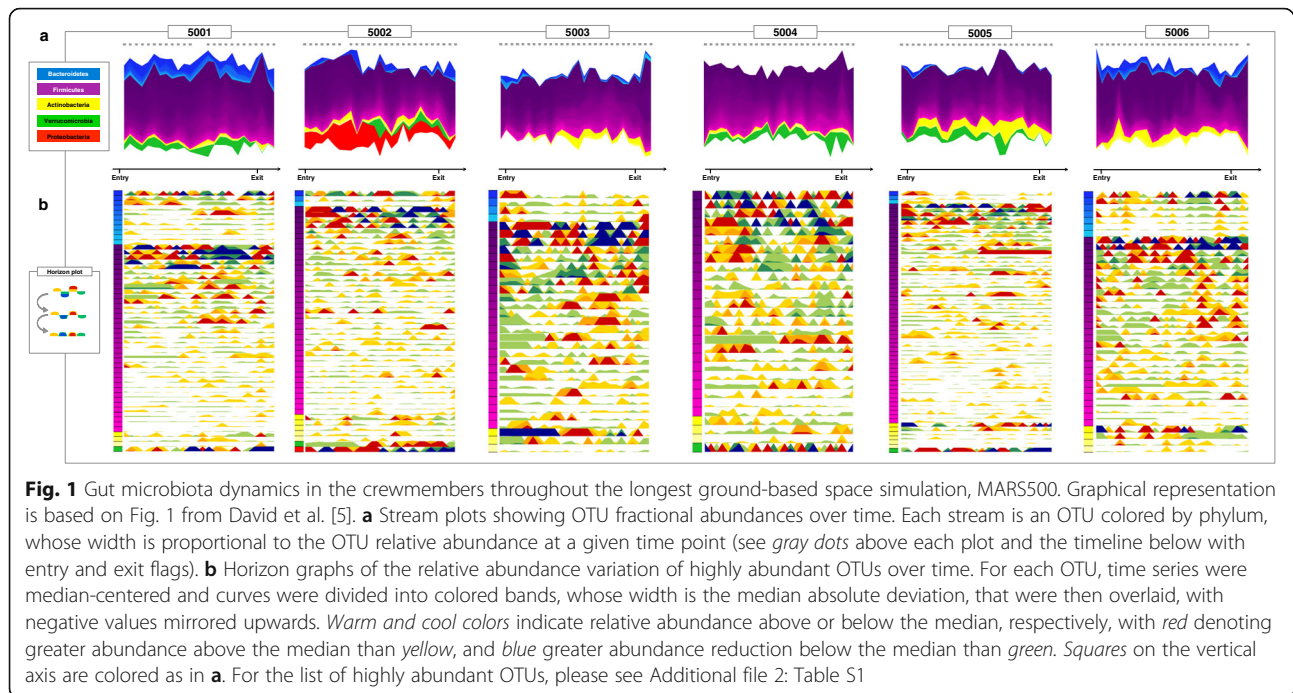 a
5001
5002
5003
5004
5005
5006
Bacteroidetes
Firmicutes
Actinobacteria
Verrucomicrobia
Proteobacteria
Entry
Exit
Entry
Exit
Entry
Exit
Entry
Exit
Entry
Exit
Entry
Exit
b
Horizon plot
Fig. 1 Gut microbiota dynamics in the crewmembers throughout the longest ground-based space simulation, MARS500. Graphical representation
is based on Fig. 1 from David et al. [5]. a Stream plots showing OTU fractional abundances over time. Each stream is an OTU colored by phylum,
whose width is proportional to the OTU relative abundance at a given time point (see gray dots above each plot and the timeline below with
entry and exit flags). b Horizon graphs of the relative abundance variation of highly abundant OTUs over time. For each OTU, time series were
median-centered and curves were divided into colored bands, whose width is the median absolute deviation, that were then overlaid, with
negative values mirrored upwards. Warm and cool colors indicate relative abundance above or below the median, respectively, with red denoting
greater abundance above the median than yellow, and blue greater abundance reduction below the median than green. Squares on the vertical
axis are colored as in a. For the list of highly abundant OTUs, please see Additional file 2: Table S1